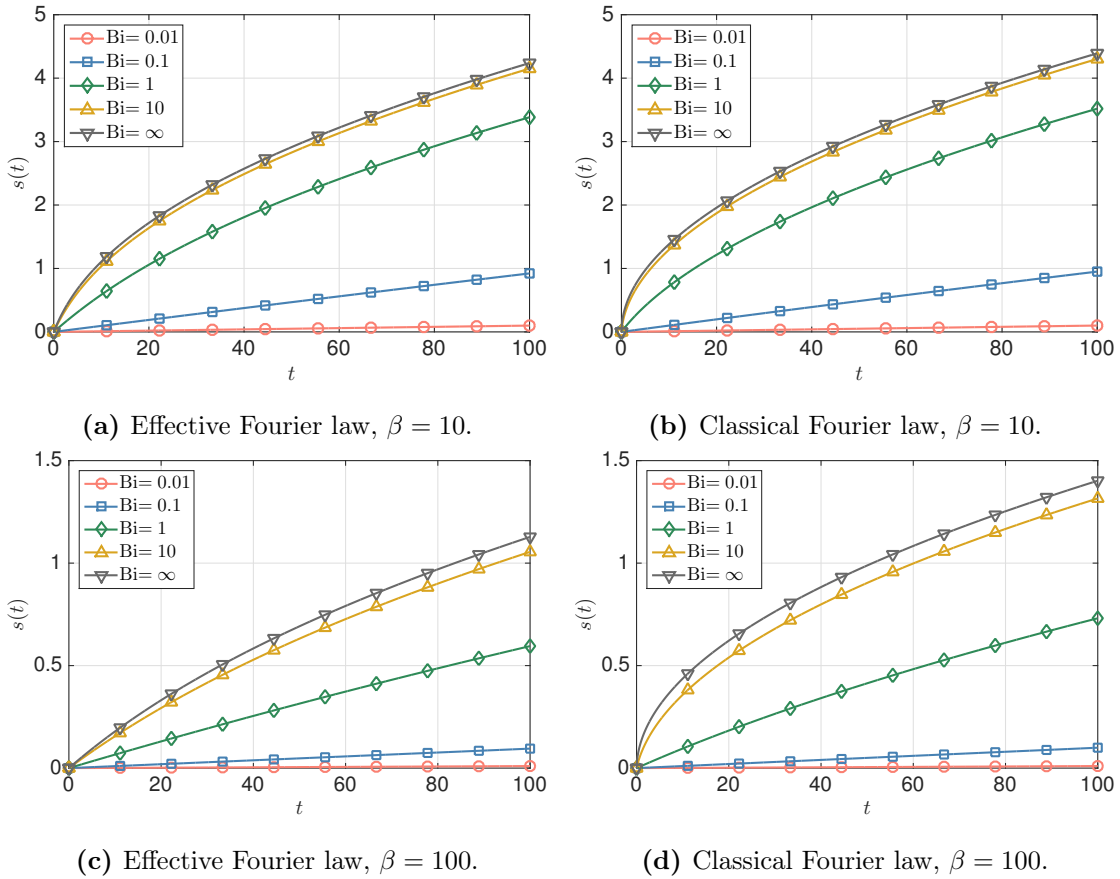 5
4
3
2
1
0
s(t)
Bi= 0.01
Bi= 0.1
Bi= 1
Bi= 10
Bi= ∞
0 20 40 60 80 100
t
(a) Effective Fourier law, β = 10.
5
4
3
2
1
0
s(t)
Bi= 0.01
Bi= 0.1
Bi= 1
Bi= 10
Bi= ∞
0 20 40 60 80 100
t
(b) Classical Fourier law, β = 10.
1.5
1
0.5
0
s(t)
Bi= 0.01
Bi= 0.1
Bi= 1
Bi= 10
Bi= ∞
0 20 40 60 80 100
t
(c) Effective Fourier law, β = 100.
1.5
1
0.5
0
s(t)
Bi= 0.01
Bi= 0.1
Bi= 1
Bi= 10
Bi= ∞
0 20 40 60 80 100
t
(d) Classical Fourier law, β = 100.